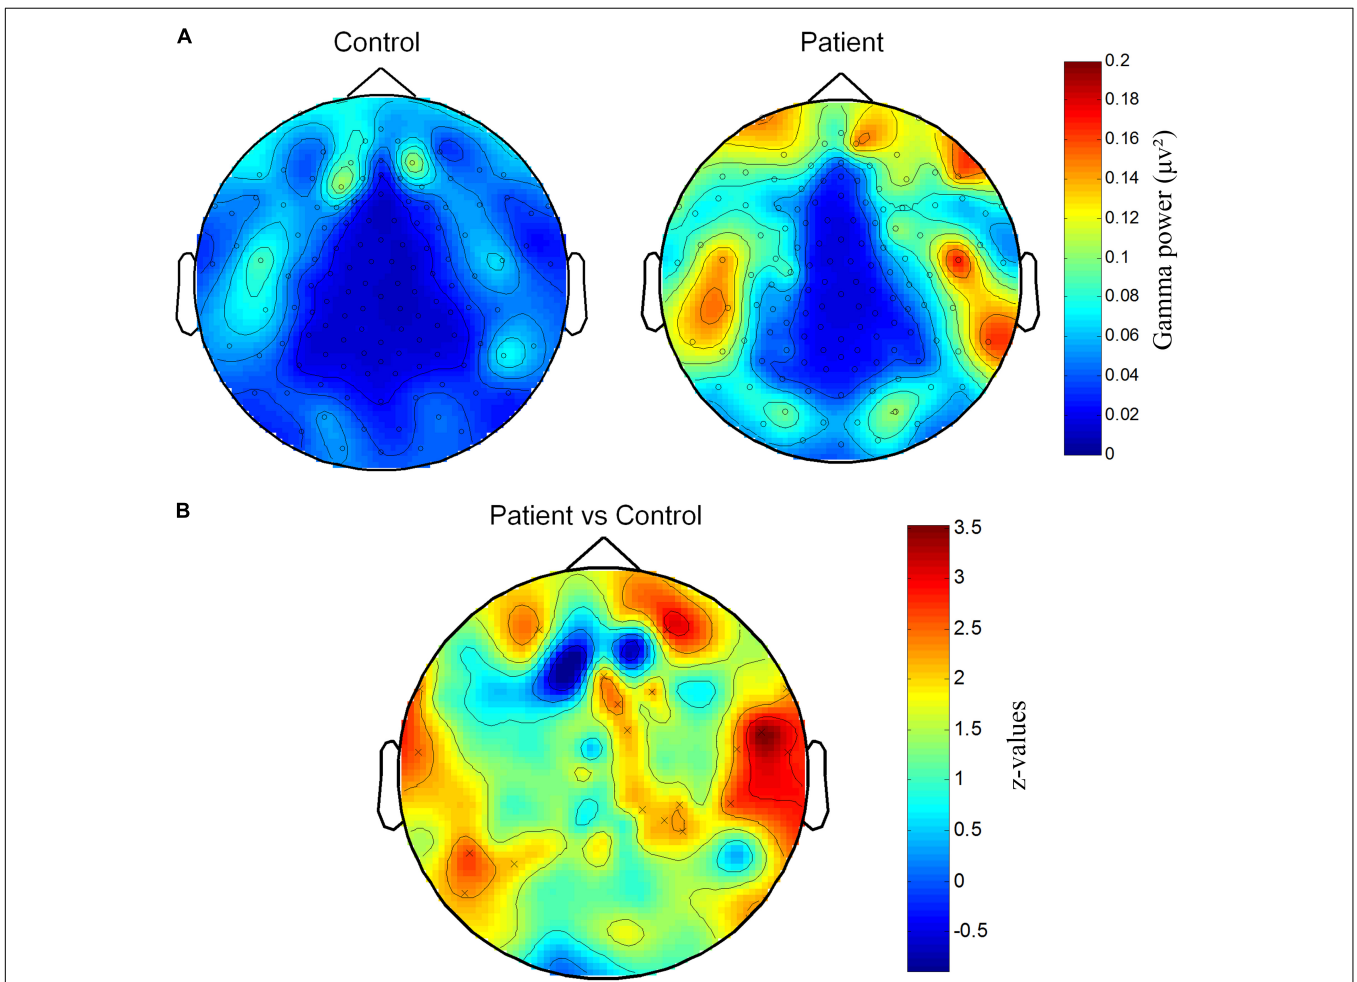 A
Control
Patient
0.2
0.18
0.16
0.14
0.12
0.1
0.08
0.06
0.04
0.02
0
Gamma power (μv²)
B
Patient vs Control
3.5
3
2.5
2
1.5
1
0.5
0
-0.5
z-values